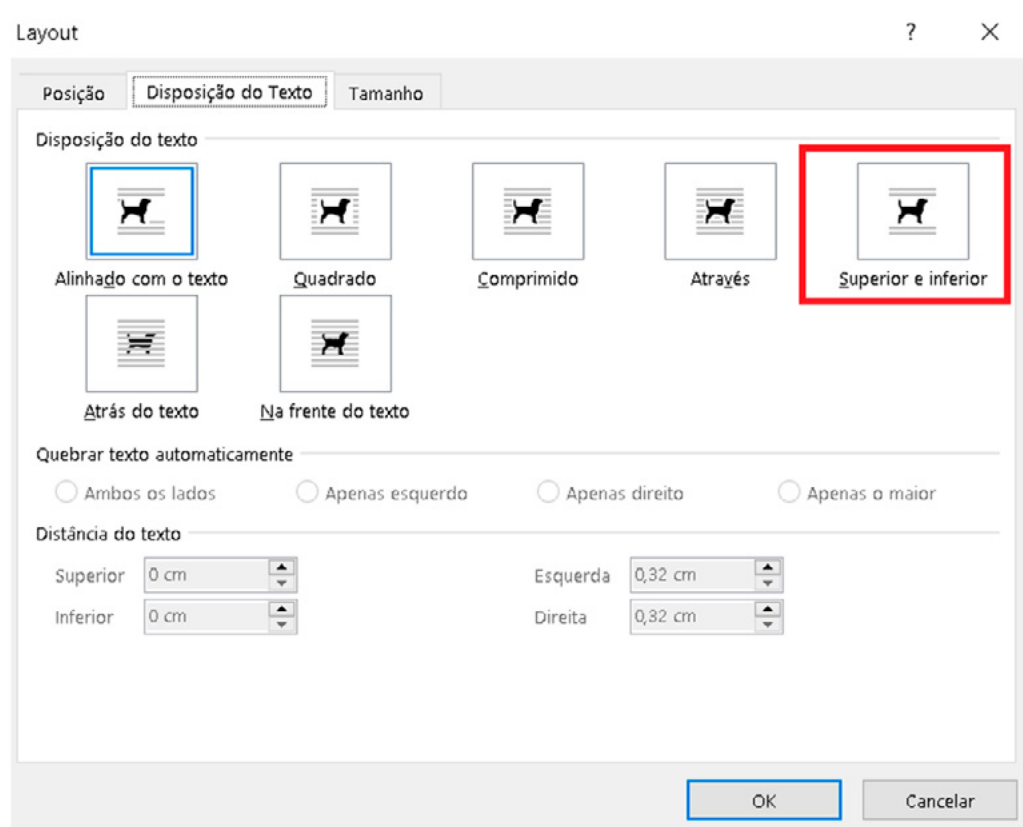 Layout ? ×
Posição Disposição do Texto Tamanho
Disposição do texto
Alinhado com o texto Quadrado Comprimido Através Superior e inferior
Atrás do texto Na frente do texto
Quebrar texto automaticamente
Ambos os lados Apenas esquerdo Apenas direito Apenas o maior
Distância do texto
Superior 0 cm Esquerda 0,32 cm
Inferior 0 cm Direita 0,32 cm
OK Cancelar